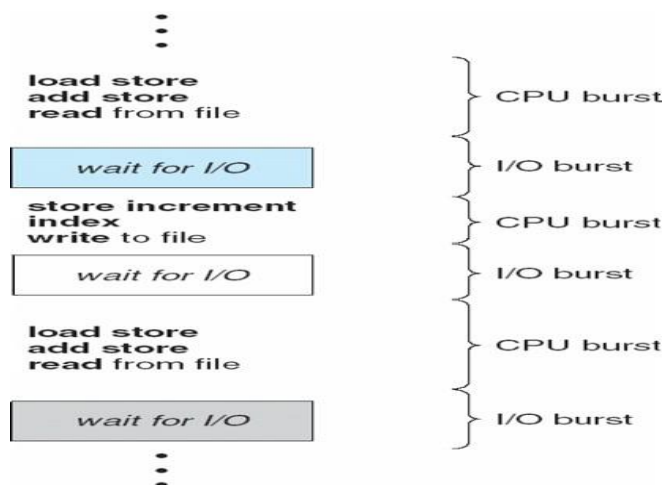 load store
add store
read from file
CPU burst
wait for I/O
I/O burst
store increment
index
write to file
CPU burst
wait for I/O
I/O burst
load store
add store
read from file
CPU burst
wait for I/O
I/O burst